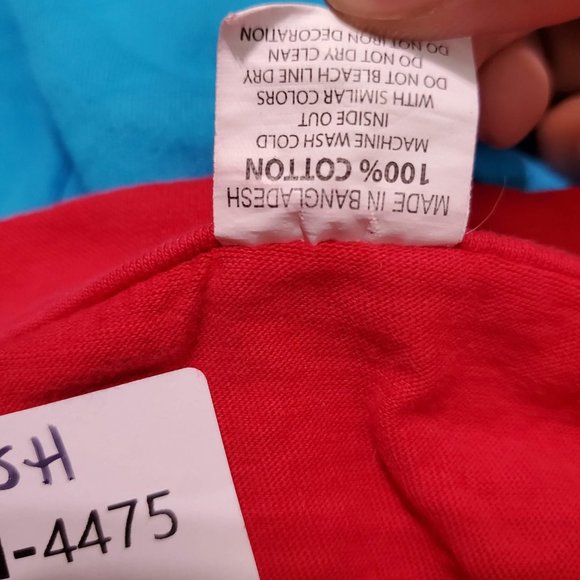 MADE IN BANGLADESH
100% COTTON
MACHINE WASH COLD
INSIDE OUT
WITH SIMILAR COLORS
DO NOT BLEACH LINE DRY
DO NOT DRY CLEAN
DO NOT IRON DECORATION
SH
-4475